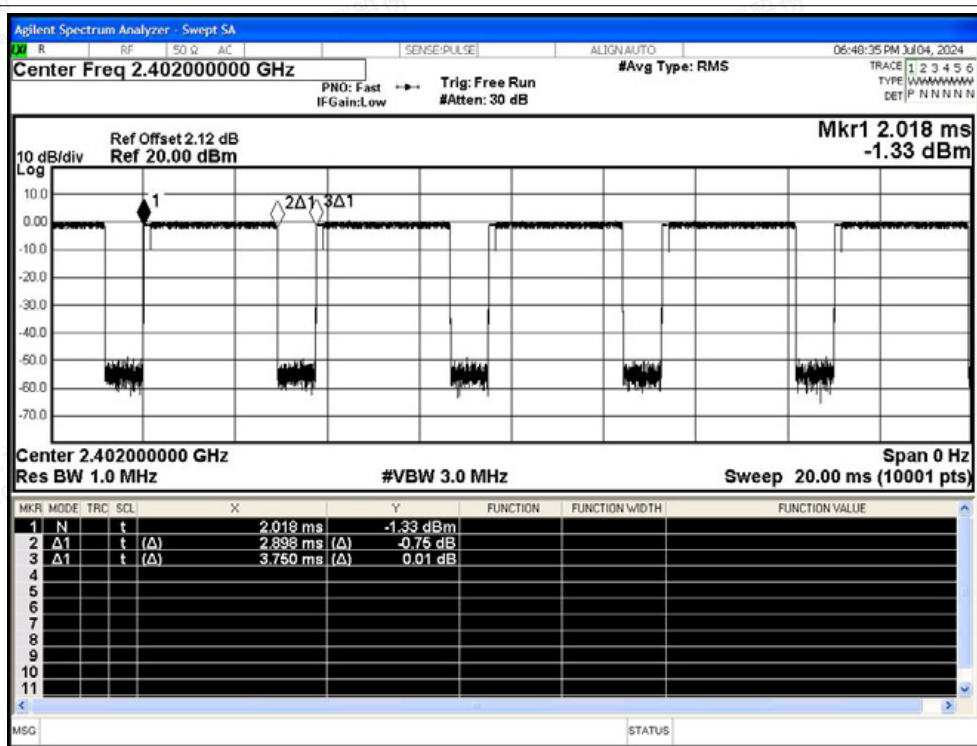 Agilent Spectrum Analyzer - Swept SA
LXI R RF 50 Ω AC SENSE:PULSE ALIGN AUTO 06:48:35 PM Jul 04, 2024
Center Freq 2.402000000 GHz #Avg Type: RMS TRACE 1 2 3 4 5 6
PNO: Fast Trig: Free Run TYPE WWWWWW
IFGain:Low #Atten: 30 dB DET P N N N N N
Mkr1 2.018 ms
Ref Offset 2.12 dB
10 dB/div Ref 20.00 dBm -1.33 dBm
Log
10.0
1 2Δ1 3Δ1
0.00
-10.0
-20.0
-30.0
-40.0
-50.0
-60.0
-70.0
Center 2.402000000 GHz Span 0 Hz
Res BW 1.0 MHz #VBW 3.0 MHz Sweep 20.00 ms (10001 pts)
MKR MODE TRC SCL X Y FUNCTION FUNCTION WIDTH FUNCTION VALUE
1 N t 2.018 ms -1.33 dBm
2 Δ1 t (Δ) 2.898 ms (Δ) -0.75 dB
3 Δ1 t (Δ) 3.750 ms (Δ) 0.01 dB
4
5
6
7
8
9
10
11
MSG STATUS